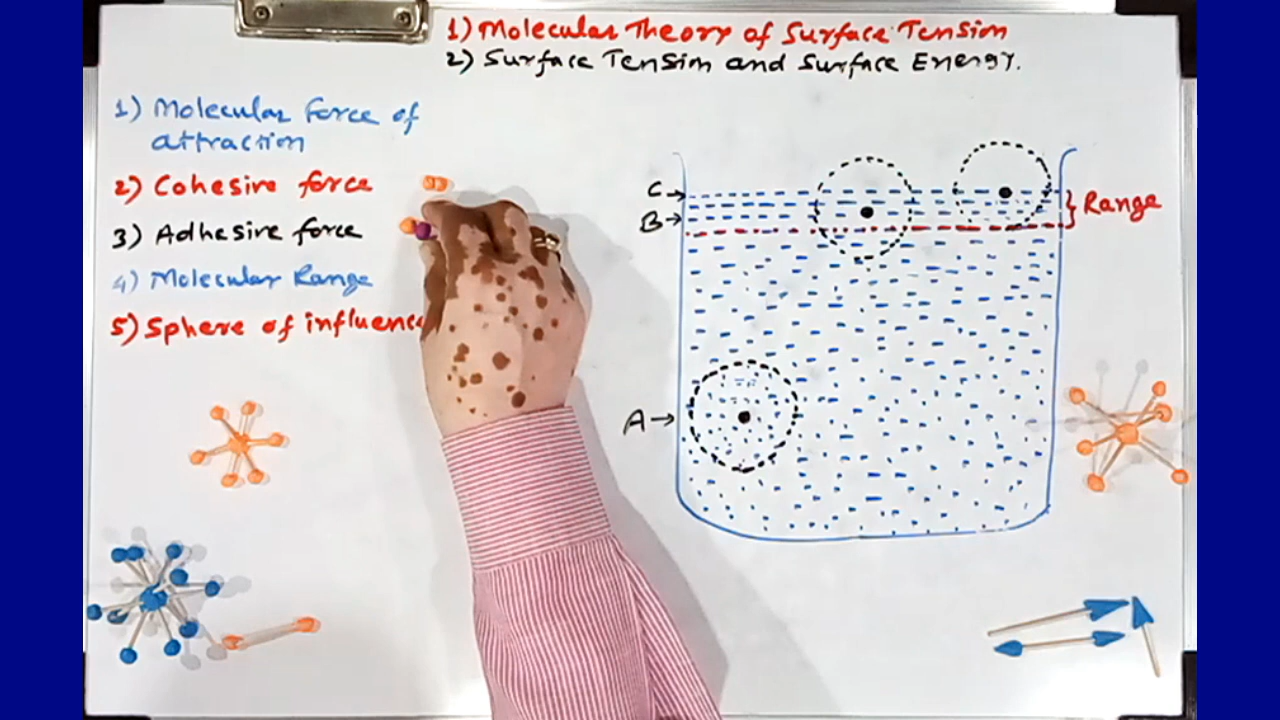 1) Molecular Theory of Surface Tension
2) Surface Tension and Surface Energy.
1) Molecular force of
attraction
2) Cohesive force
3) Adhesive force
4) Molecular Range
5) Sphere of influence
C
B
Range
A